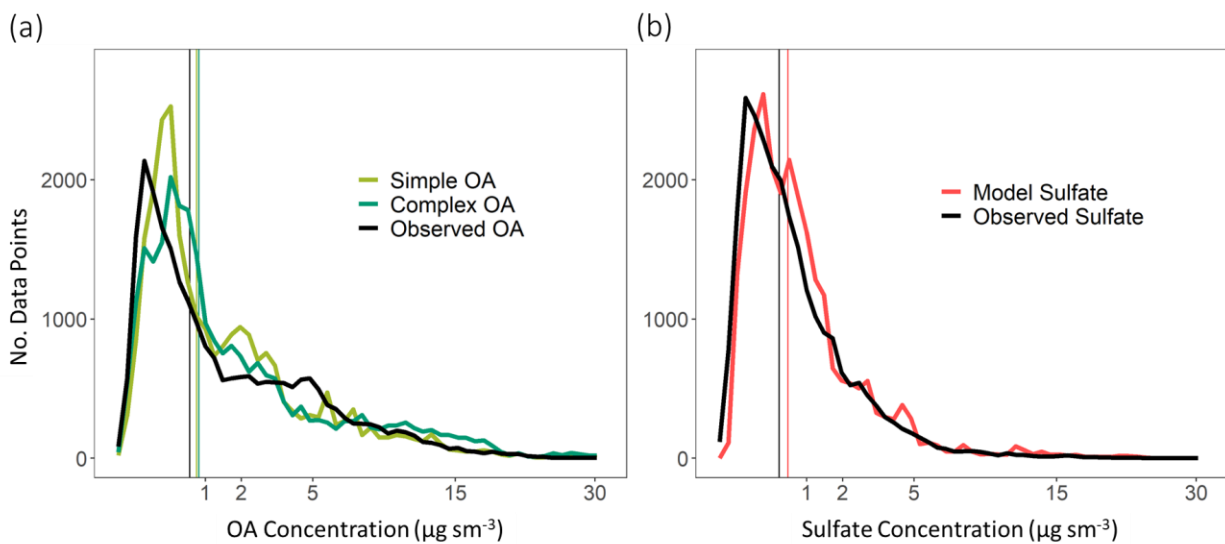 (a)
(b)
Simple OA
Complex OA
Observed OA
Model Sulfate
Observed Sulfate
No. Data Points
2000
1000
0
1 2 5 15 30
OA Concentration (µg sm⁻³)
2000
1000
0
1 2 5 15 30
Sulfate Concentration (µg sm⁻³)